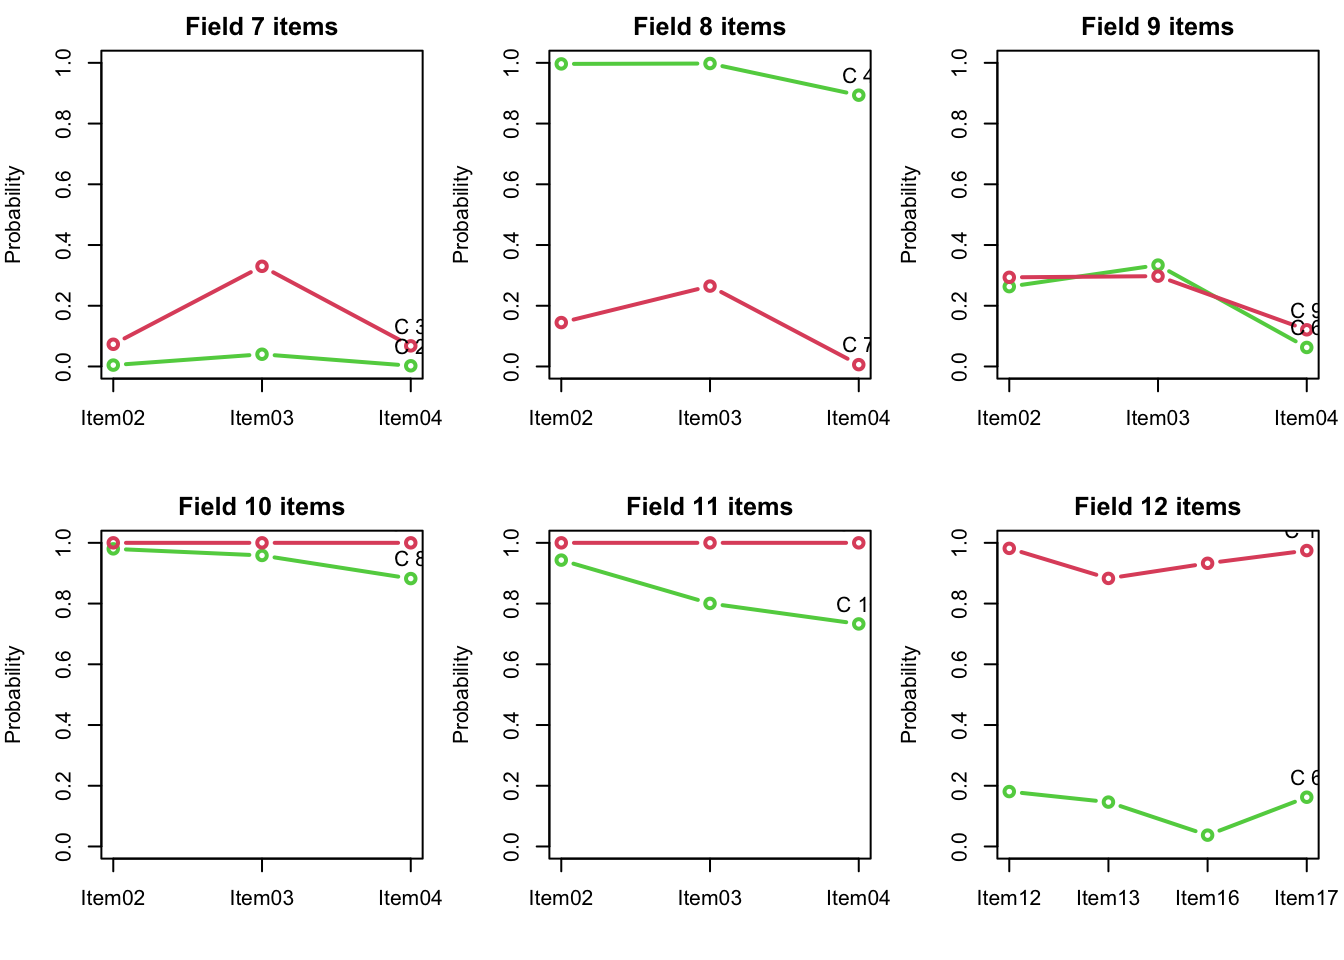 Field 7 items
Probability
1.0
0.8
0.6
0.4
0.2
0.0
C 3
C 2
Item02 Item03 Item04
Field 8 items
Probability
1.0
0.8
0.6
0.4
0.2
0.0
C 4
C 7
Item02 Item03 Item04
Field 9 items
Probability
1.0
0.8
0.6
0.4
0.2
0.0
C 9
C 6
Item02 Item03 Item04
Field 10 items
Probability
1.0
0.8
0.6
0.4
0.2
0.0
C 8
Item02 Item03 Item04
Field 11 items
Probability
1.0
0.8
0.6
0.4
0.2
0.0
C 1
Item02 Item03 Item04
Field 12 items
Probability
1.0
0.8
0.6
0.4
0.2
0.0
C 6
Item12 Item13 Item16 Item17